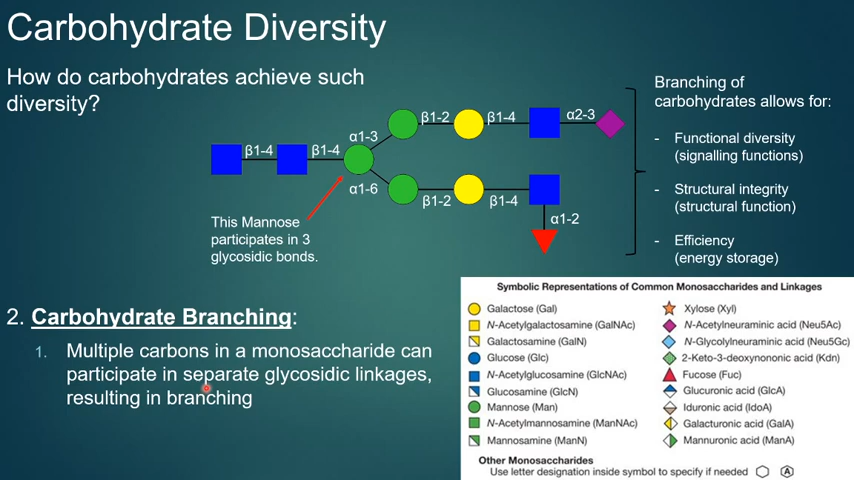 Carbohydrate Diversity
How do carbohydrates achieve such
diversity?
β1-4
β1-4
α1-3
β1-2
β1-4
α2-3
α1-6
β1-2
β1-4
α1-2
This Mannose
participates in 3
glycosidic bonds.
Branching of
carbohydrates allows for:
- Functional diversity
(signalling functions)
- Structural integrity
(structural function)
- Efficiency
(energy storage)
2. Carbohydrate Branching:
1. Multiple carbons in a monosaccharide can
participate in separate glycosidic linkages,
resulting in branching
Symbolic Representations of Common Monosaccharides and Linkages
Galactose (Gal)
N-Acetylgalactosamine (GalNAc)
Galactosamine (GalN)
Glucose (Glc)
N-Acetylglucosamine (GlcNAc)
Glucosamine (GlcN)
Mannose (Man)
N-Acetylmannosamine (ManNAc)
Mannosamine (ManN)
Xylose (Xyl)
N-Acetylneuraminic acid (Neu5Ac)
N-Glycolylneuraminic acid (Neu5Gc)
2-Keto-3-deoxynononic acid (Kdn)
Fucose (Fuc)
Glucuronic acid (GlcA)
Iduronic acid (IdoA)
Galacturonic acid (GalA)
Mannuronic acid (ManA)
Other Monosaccharides
Use letter designation inside symbol to specify if needed
A